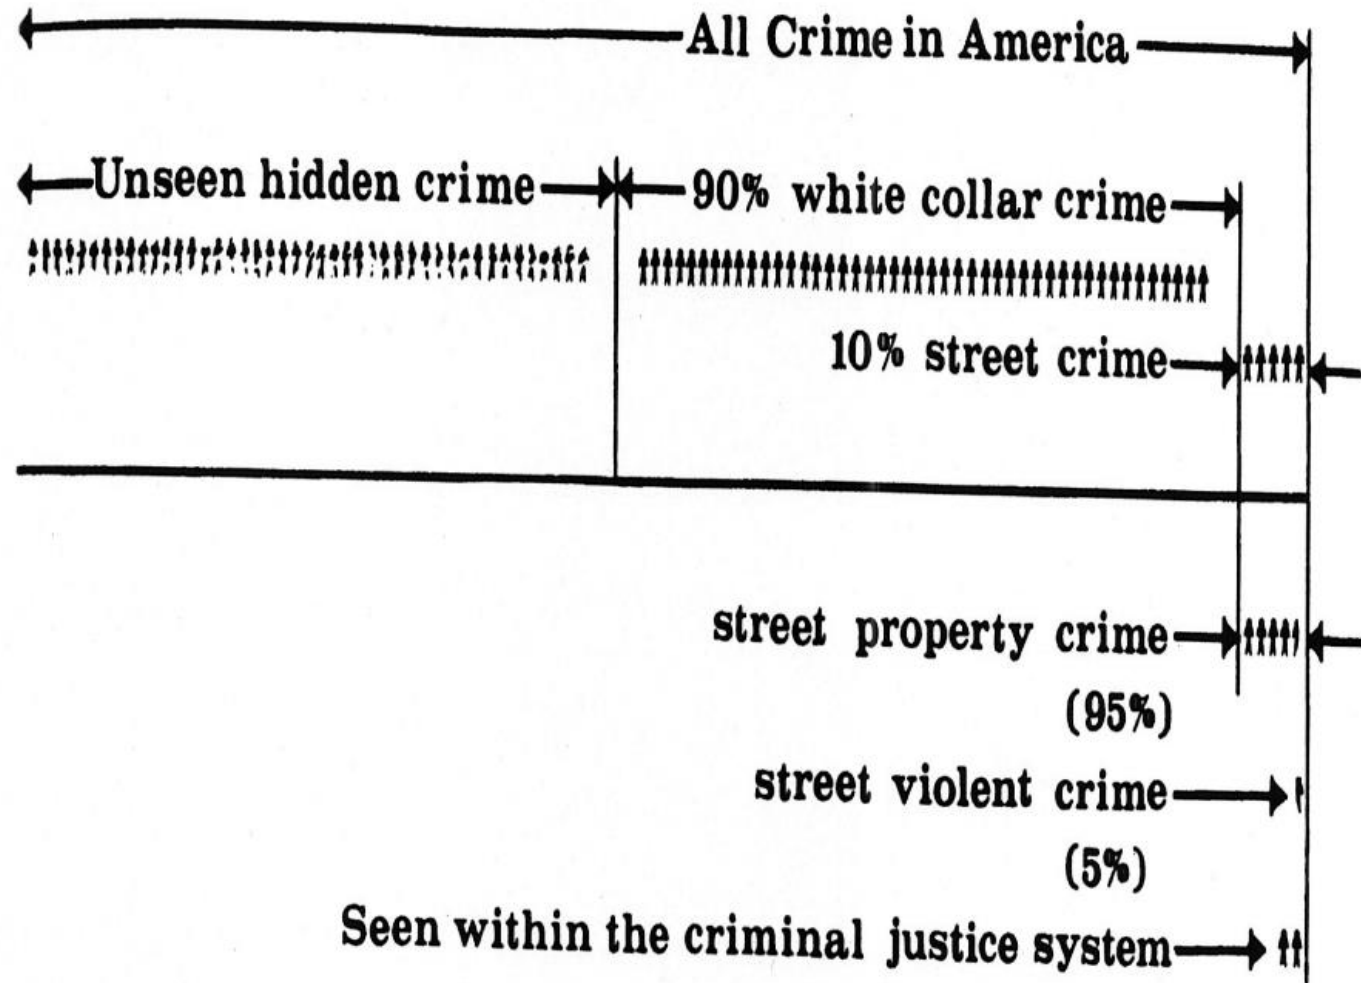 All Crime in America
Unseen hidden crime
90% white collar crime
10% street crime
street property crime
(95%)
street violent crime
(5%)
Seen within the criminal justice system